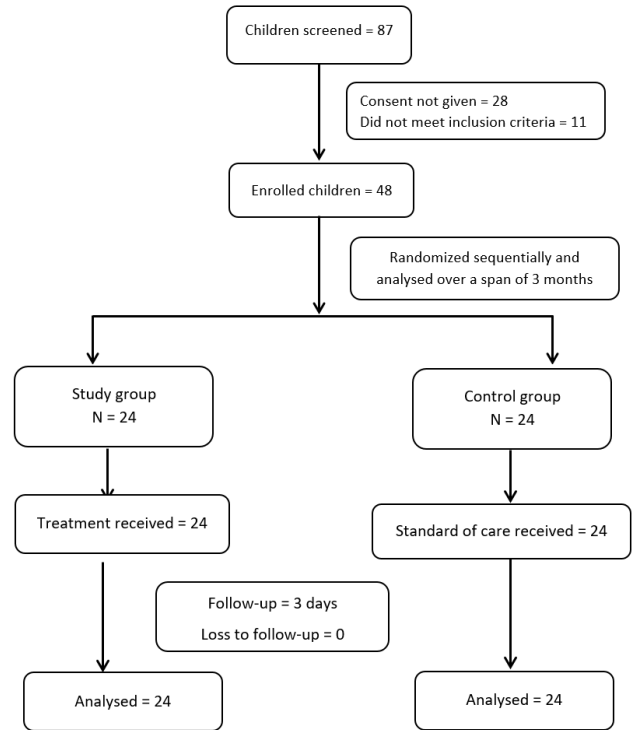 Children screened = 87
Consent not given = 28
Did not meet inclusion criteria = 11
Enrolled children = 48
Randomized sequentially and
analysed over a span of 3 months
Study group
N = 24
Control group
N = 24
Treatment received = 24
Standard of care received = 24
Follow-up = 3 days
Loss to follow-up = 0
Analysed = 24
Analysed = 24